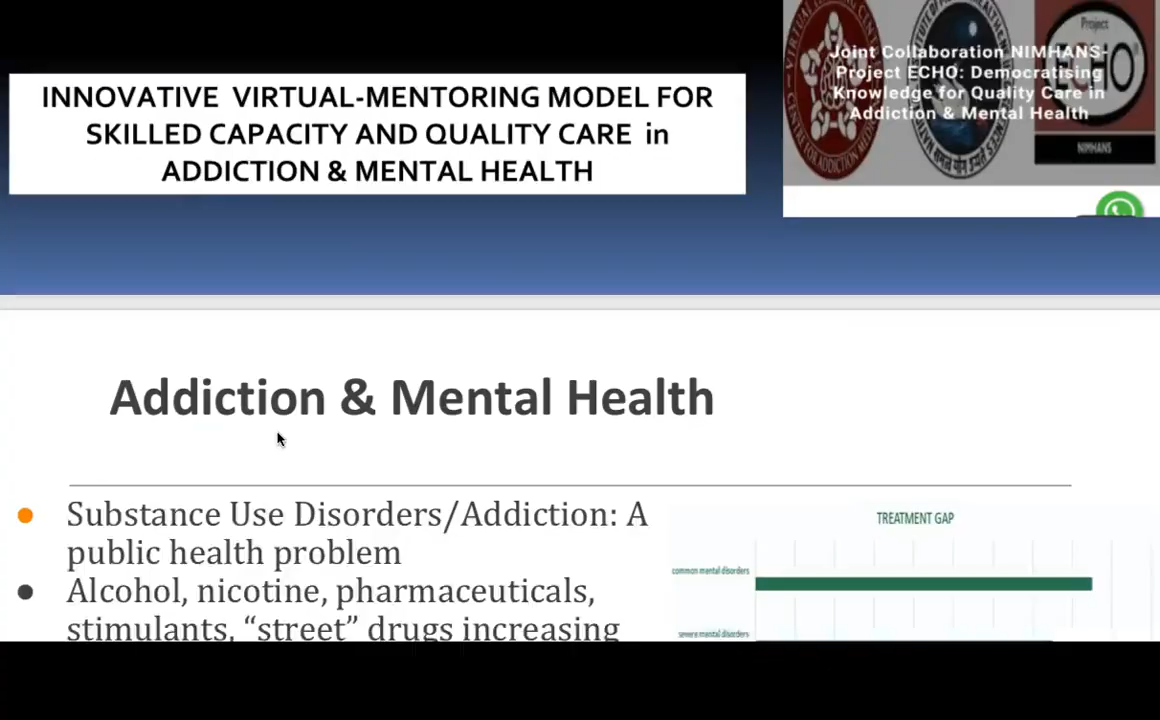 INNOVATIVE VIRTUAL-MENTORING MODEL FOR
SKILLED CAPACITY AND QUALITY CARE in
ADDICTION & MENTAL HEALTH
Joint Collaboration NIMHANS-
Project ECHO: Democratising
Knowledge for Quality Care in
Addiction & Mental Health
Project
ECHO
NIMHANS
Addiction & Mental Health
Substance Use Disorders/Addiction: A
public health problem
Alcohol, nicotine, pharmaceuticals,
stimulants, “street” drugs increasing
TREATMENT GAP
common mental disorders
severe mental disorders